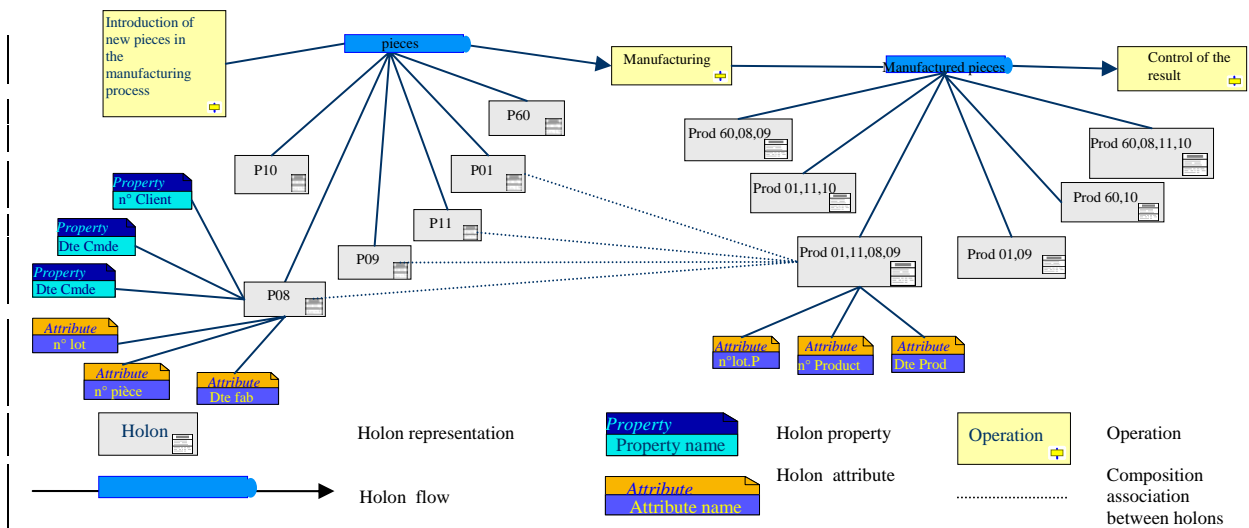 Introduction of
new pieces in
the
manufacturing
process
pieces
Manufacturing
Manufactured pieces
Control of the
result
P60
P10
P01
P11
P09
P08
Prod 60,08,09
Prod 01,11,10
Prod 01,11,08,09
Prod 01,09
Prod 60,10
Prod 60,08,11,10
Property
n° Client
Property
Dte Cmde
Property
Dte Cmde
Attribute
n° lot
Attribute
n° pièce
Attribute
Dte fab
Attribute
n°lot.P
Attribute
n° Product
Attribute
Dte Prod
Holon
Holon representation
Property
Property name
Holon property
Operation
Operation
Holon flow
Attribute
Attribute name
Holon attribute
Composition
association
between holons